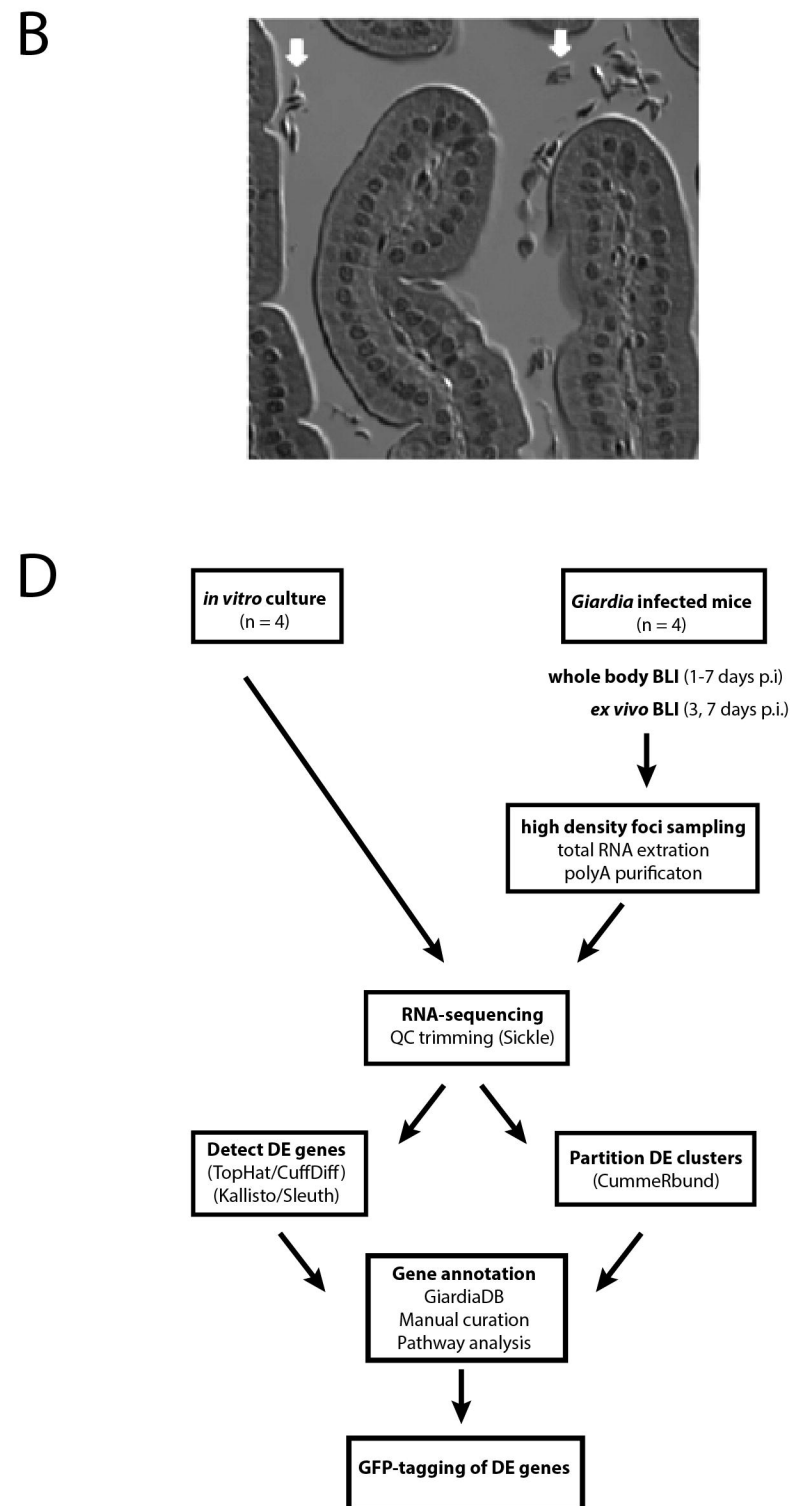 B
D
in vitro culture
(n = 4)
Giardia infected mice
(n = 4)
whole body BLI (1-7 days p.i)
ex vivo BLI (3, 7 days p.i.)
high density foci sampling
total RNA extration
polyA purificaton
RNA-sequencing
QC trimming (Sickle)
Detect DE genes
(TopHat/CuffDiff)
(Kallisto/Sleuth)
Partition DE clusters
(CummeRbund)
Gene annotation
GiardiaDB
Manual curation
Pathway analysis
GFP-tagging of DE genes